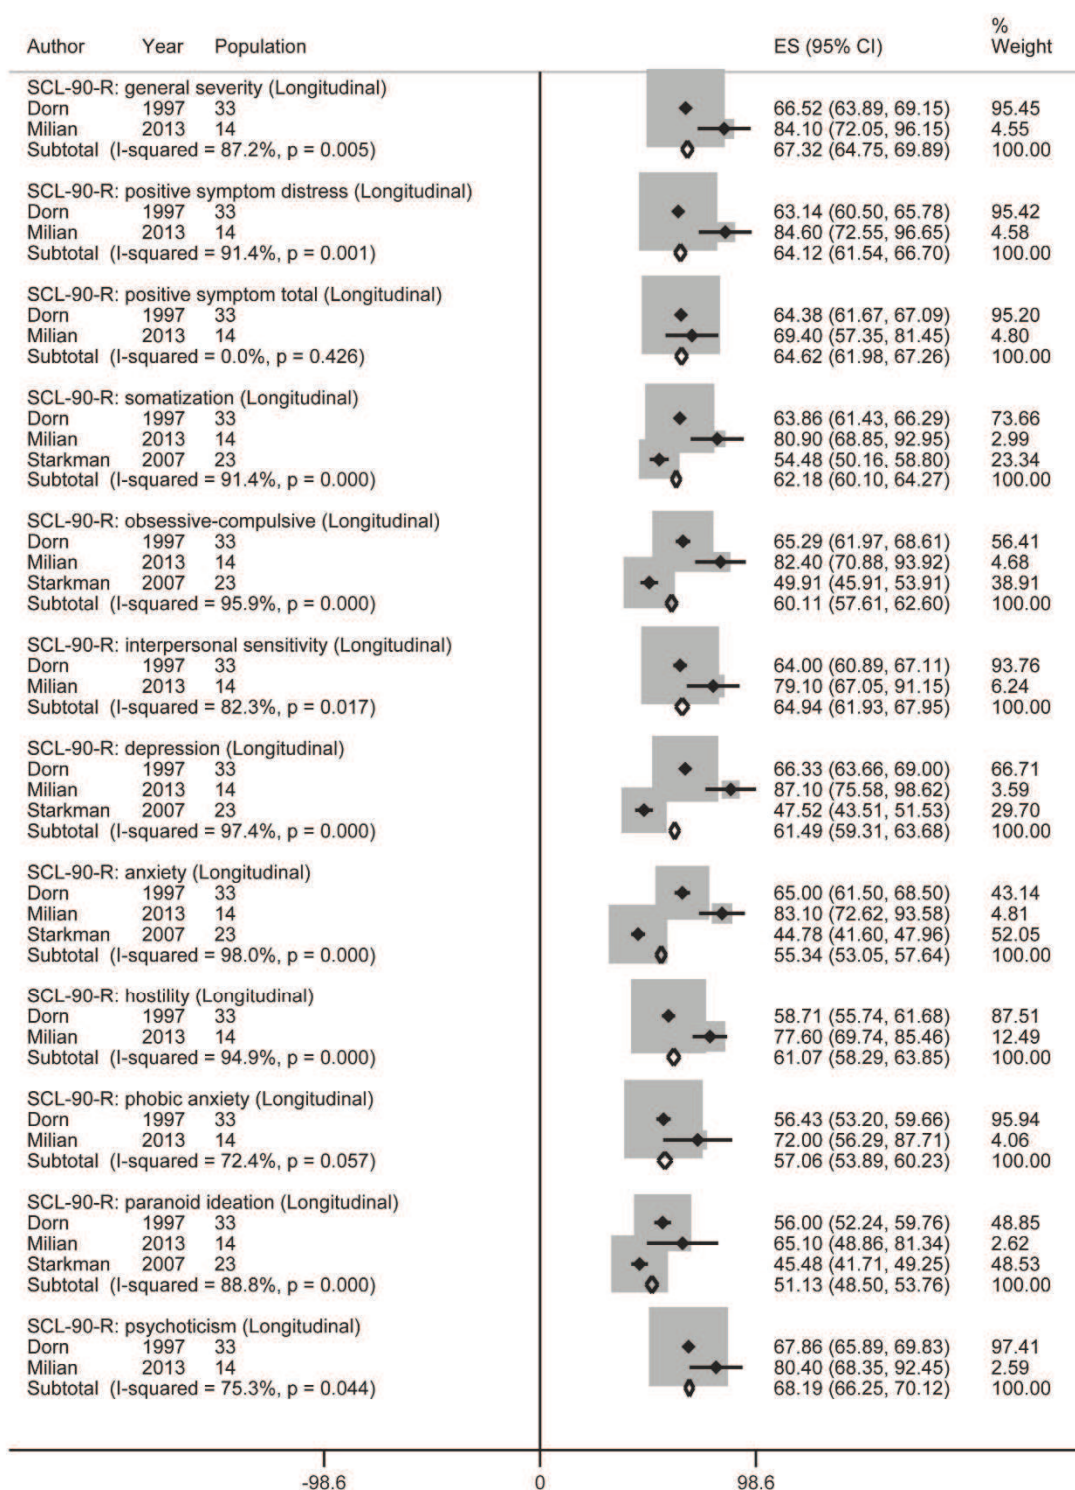 %
Author Year Population ES (95% CI) Weight
SCL-90-R: general severity (Longitudinal)
Dorn 1997 33 66.52 (63.89, 69.15) 95.45
Milian 2013 14 84.10 (72.05, 96.15) 4.55
Subtotal (I-squared = 87.2%, p = 0.005) 67.32 (64.75, 69.89) 100.00
SCL-90-R: positive symptom distress (Longitudinal)
Dorn 1997 33 63.14 (60.50, 65.78) 95.42
Milian 2013 14 84.60 (72.55, 96.65) 4.58
Subtotal (I-squared = 91.4%, p = 0.001) 64.12 (61.54, 66.70) 100.00
SCL-90-R: positive symptom total (Longitudinal)
Dorn 1997 33 64.38 (61.67, 67.09) 95.20
Milian 2013 14 69.40 (57.35, 81.45) 4.80
Subtotal (I-squared = 0.0%, p = 0.426) 64.62 (61.98, 67.26) 100.00
SCL-90-R: somatization (Longitudinal)
Dorn 1997 33 63.86 (61.43, 66.29) 73.66
Milian 2013 14 80.90 (68.85, 92.95) 2.99
Starkman 2007 23 54.48 (50.16, 58.80) 23.34
Subtotal (I-squared = 91.4%, p = 0.000) 62.18 (60.10, 64.27) 100.00
SCL-90-R: obsessive-compulsive (Longitudinal)
Dorn 1997 33 65.29 (61.97, 68.61) 56.41
Milian 2013 14 82.40 (70.88, 93.92) 4.68
Starkman 2007 23 49.91 (45.91, 53.91) 38.91
Subtotal (I-squared = 95.9%, p = 0.000) 60.11 (57.61, 62.60) 100.00
SCL-90-R: interpersonal sensitivity (Longitudinal)
Dorn 1997 33 64.00 (60.89, 67.11) 93.76
Milian 2013 14 79.10 (67.05, 91.15) 6.24
Subtotal (I-squared = 82.3%, p = 0.017) 64.94 (61.93, 67.95) 100.00
SCL-90-R: depression (Longitudinal)
Dorn 1997 33 66.33 (63.66, 69.00) 66.71
Milian 2013 14 87.10 (75.58, 98.62) 3.59
Starkman 2007 23 47.52 (43.51, 51.53) 29.70
Subtotal (I-squared = 97.4%, p = 0.000) 61.49 (59.31, 63.68) 100.00
SCL-90-R: anxiety (Longitudinal)
Dorn 1997 33 65.00 (61.50, 68.50) 43.14
Milian 2013 14 83.10 (72.62, 93.58) 4.81
Starkman 2007 23 44.78 (41.60, 47.96) 52.05
Subtotal (I-squared = 98.0%, p = 0.000) 55.34 (53.05, 57.64) 100.00
SCL-90-R: hostility (Longitudinal)
Dorn 1997 33 58.71 (55.74, 61.68) 87.51
Milian 2013 14 77.60 (69.74, 85.46) 12.49
Subtotal (I-squared = 94.9%, p = 0.000) 61.07 (58.29, 63.85) 100.00
SCL-90-R: phobic anxiety (Longitudinal)
Dorn 1997 33 56.43 (53.20, 59.66) 95.94
Milian 2013 14 72.00 (56.29, 87.71) 4.06
Subtotal (I-squared = 72.4%, p = 0.057) 57.06 (53.89, 60.23) 100.00
SCL-90-R: paranoid ideation (Longitudinal)
Dorn 1997 33 56.00 (52.24, 59.76) 48.85
Milian 2013 14 65.10 (48.86, 81.34) 2.62
Starkman 2007 23 45.48 (41.71, 49.25) 48.53
Subtotal (I-squared = 88.8%, p = 0.000) 51.13 (48.50, 53.76) 100.00
SCL-90-R: psychoticism (Longitudinal)
Dorn 1997 33 67.86 (65.89, 69.83) 97.41
Milian 2013 14 80.40 (68.35, 92.45) 2.59
Subtotal (I-squared = 75.3%, p = 0.044) 68.19 (66.25, 70.12) 100.00
-98.6 0 98.6